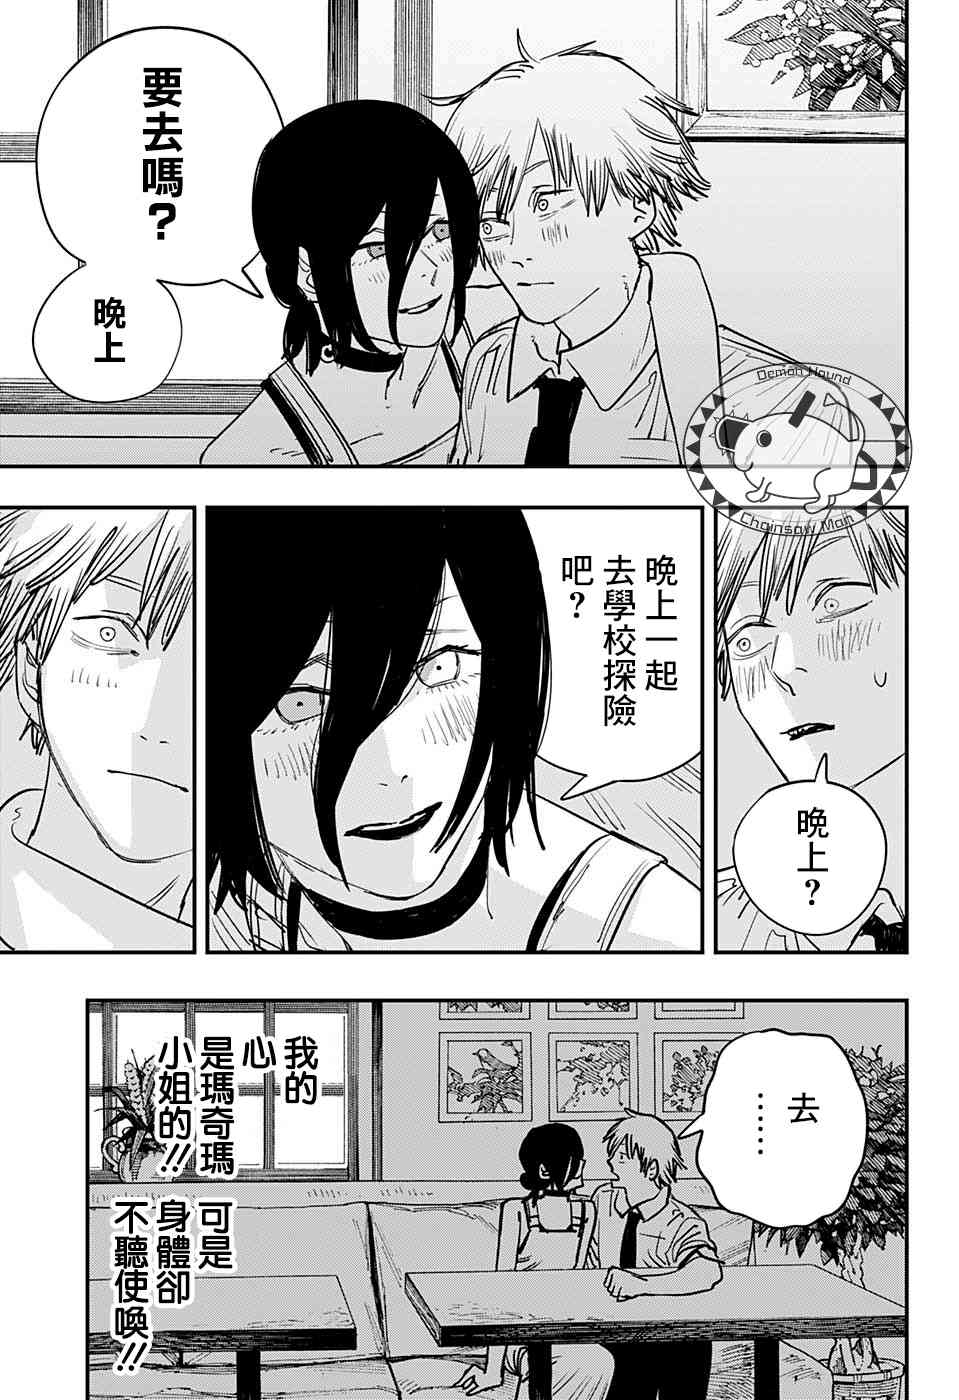 要去嗎？
晚上
Demon Hound
Chainsaw Man
晚上？
晚上一起
去學校探險
吧？
去
……
我的
心
是瑪奇瑪
小姐的!!
可是
身體卻
不聽使喚!!